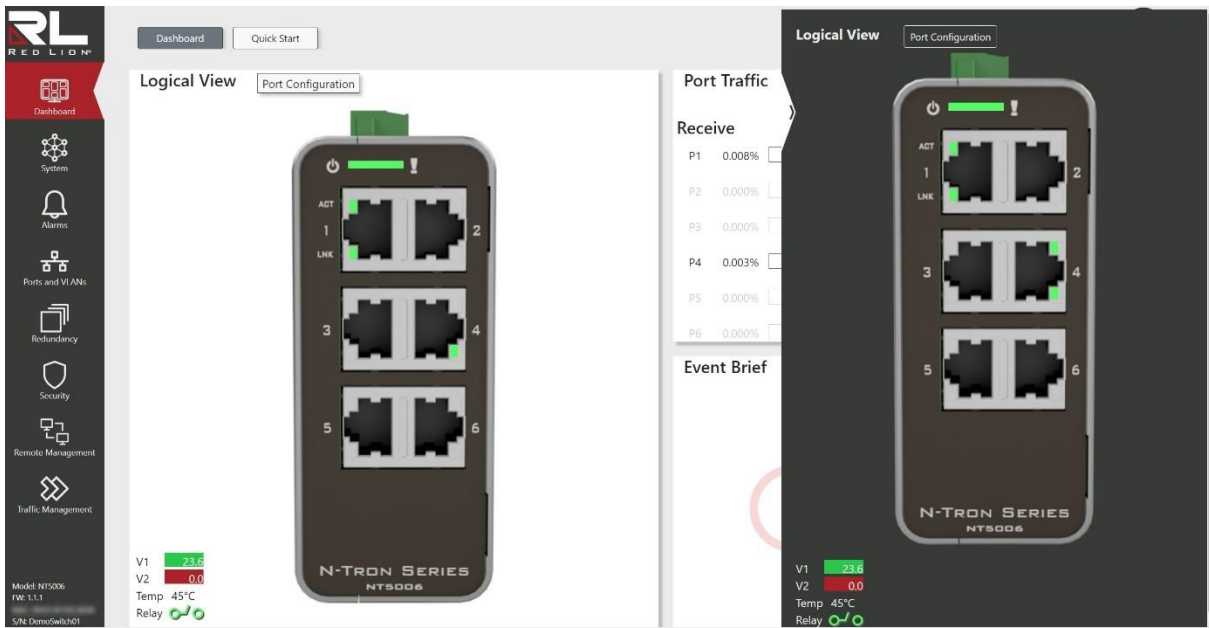 RL
RED LION®
Dashboard
System
Alarms
Ports and VLANs
Redundancy
Security
Remote Management
Traffic Management
Model: NT5006
FW: 1.1.1
S/N: DemoSwitch01
Dashboard Quick Start
Logical View Port Configuration
ACT
1 2
LNK
3 4
5 6
N-TRON SERIES
NT5006
V1 23.6
V2 0.0
Temp 45°C
Relay
Port Traffic
Receive
P1 0.008%
P2 0.000%
P3 0.000%
P4 0.003%
P5 0.000%
P6 0.000%
Event Brief
Logical View Port Configuration
ACT
1 2
LNK
3 4
5 6
N-TRON SERIES
NT5006
V1 23.6
V2 0.0
Temp 45°C
Relay